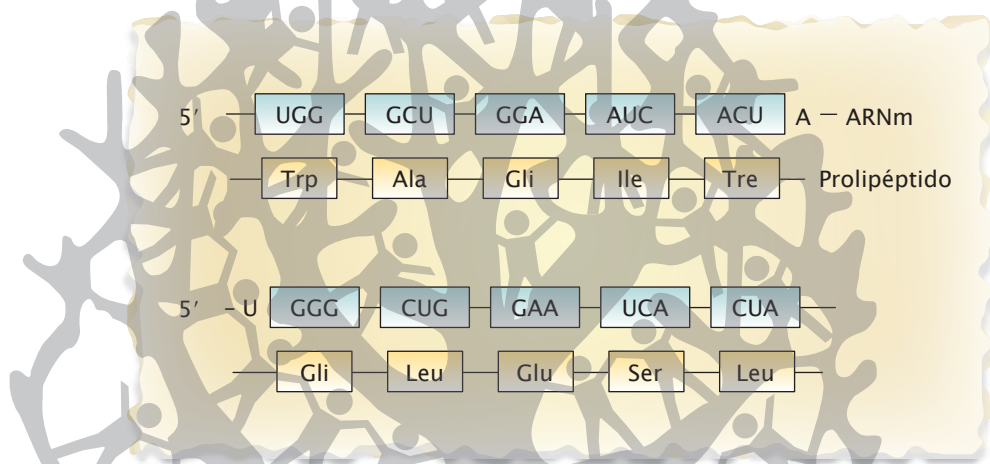 5′ UGG GCU GGA AUC ACU A – ARNm
Trp Ala Gli Ile Tre Prolipéptido
5′ – U GGG CUG GAA UCA CUA
Gli Leu Glu Ser Leu